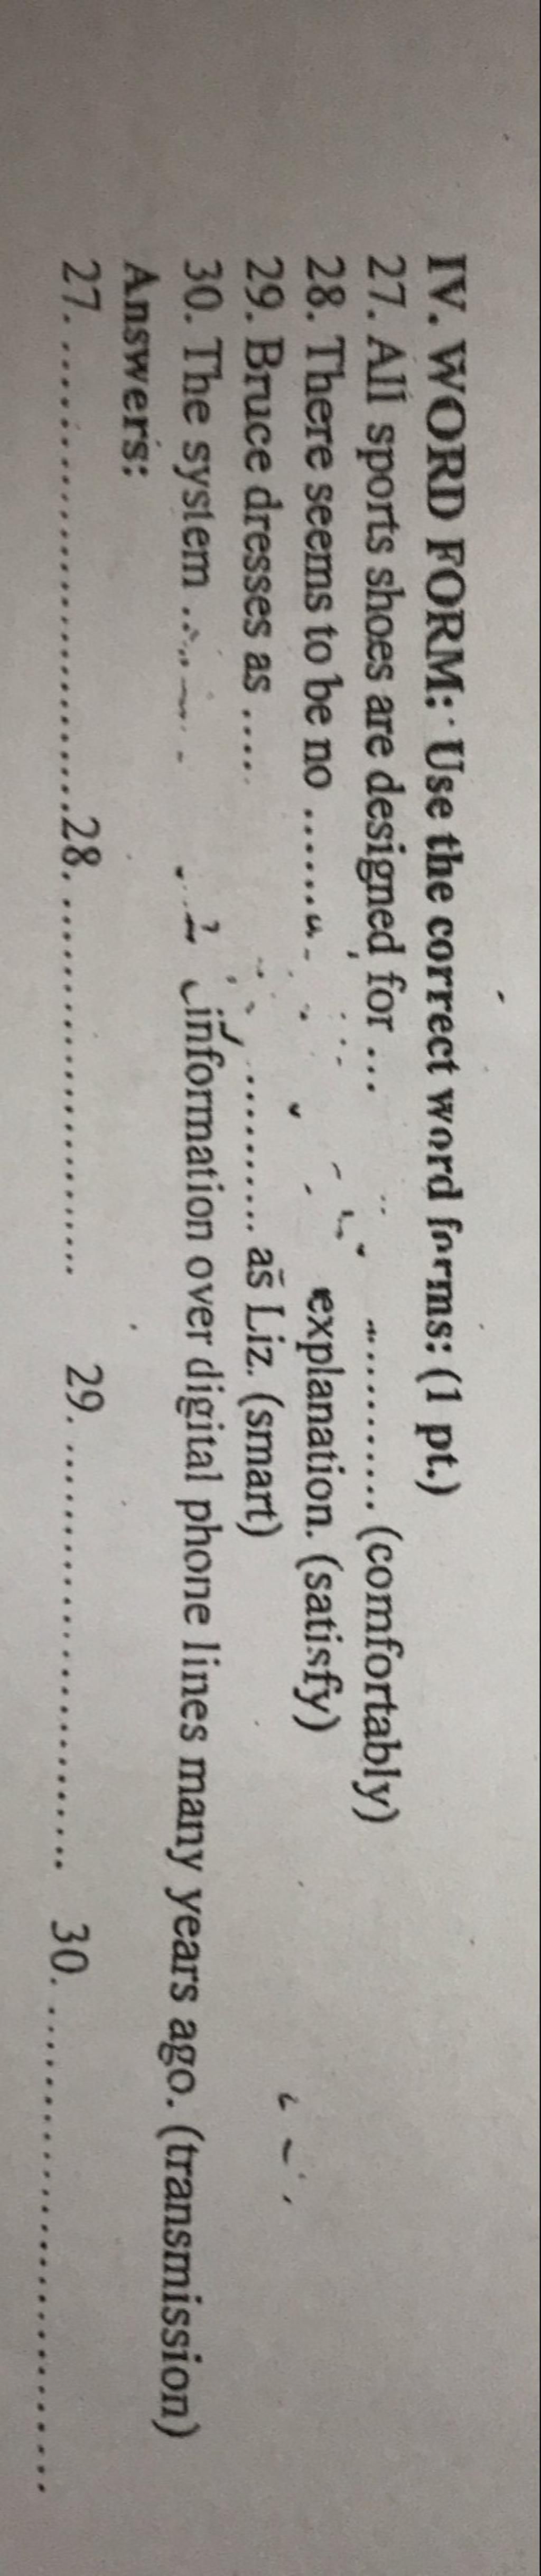 IV. WORD FORM: Use the correct word forms: (1 pt.)
27. All sports shoes are designed for ... ........... (comfortably)
28. There seems to be no ....... explanation. (satisfy)
29. Bruce dresses as .... .......... as Liz. (smart)
30. The system ... information over digital phone lines many years ago. (transmission)
Answers:
27. ..............................28. .............................. 29. .............................. 30. ..............................